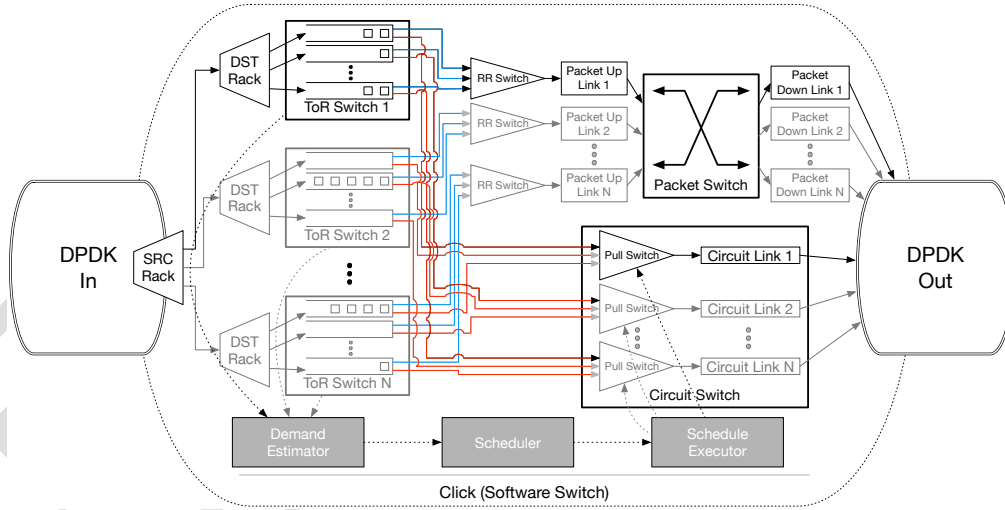 DPDK
In
SRC
Rack
DST
Rack
ToR Switch 1
RR Switch
Packet Up
Link 1
Packet Switch
Packet
Down Link 1
DST
Rack
ToR Switch 2
RR Switch
Packet Up
Link 2
Packet
Down Link 2
RR Switch
Packet Up
Link N
Packet
Down Link N
DST
Rack
ToR Switch N
Pull Switch
Circuit Link 1
Pull Switch
Circuit Link 2
Pull Switch
Circuit Link N
Circuit Switch
DPDK
Out
Demand
Estimator
Scheduler
Schedule
Executor
Click (Software Switch)